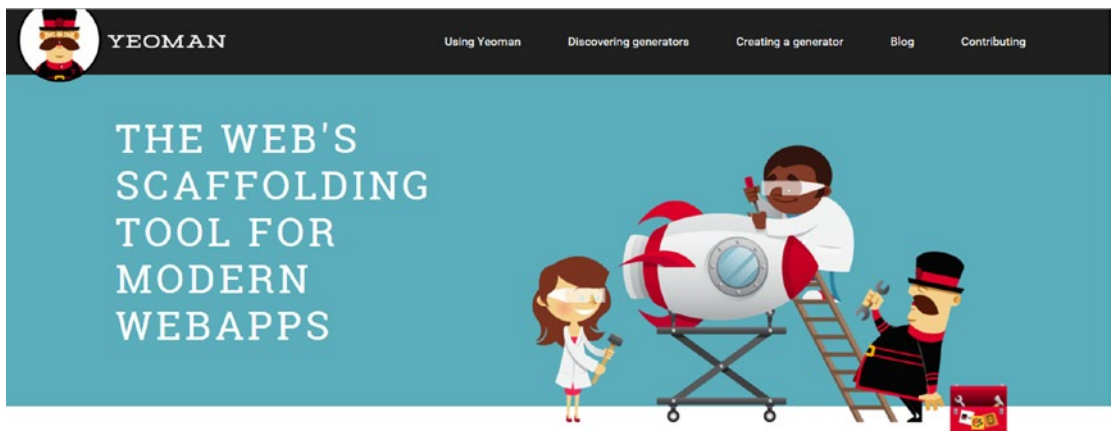 YEOMAN
Using Yeoman Discovering generators Creating a generator Blog Contributing
THE WEB'S
SCAFFOLDING
TOOL FOR
MODERN
WEBAPPS